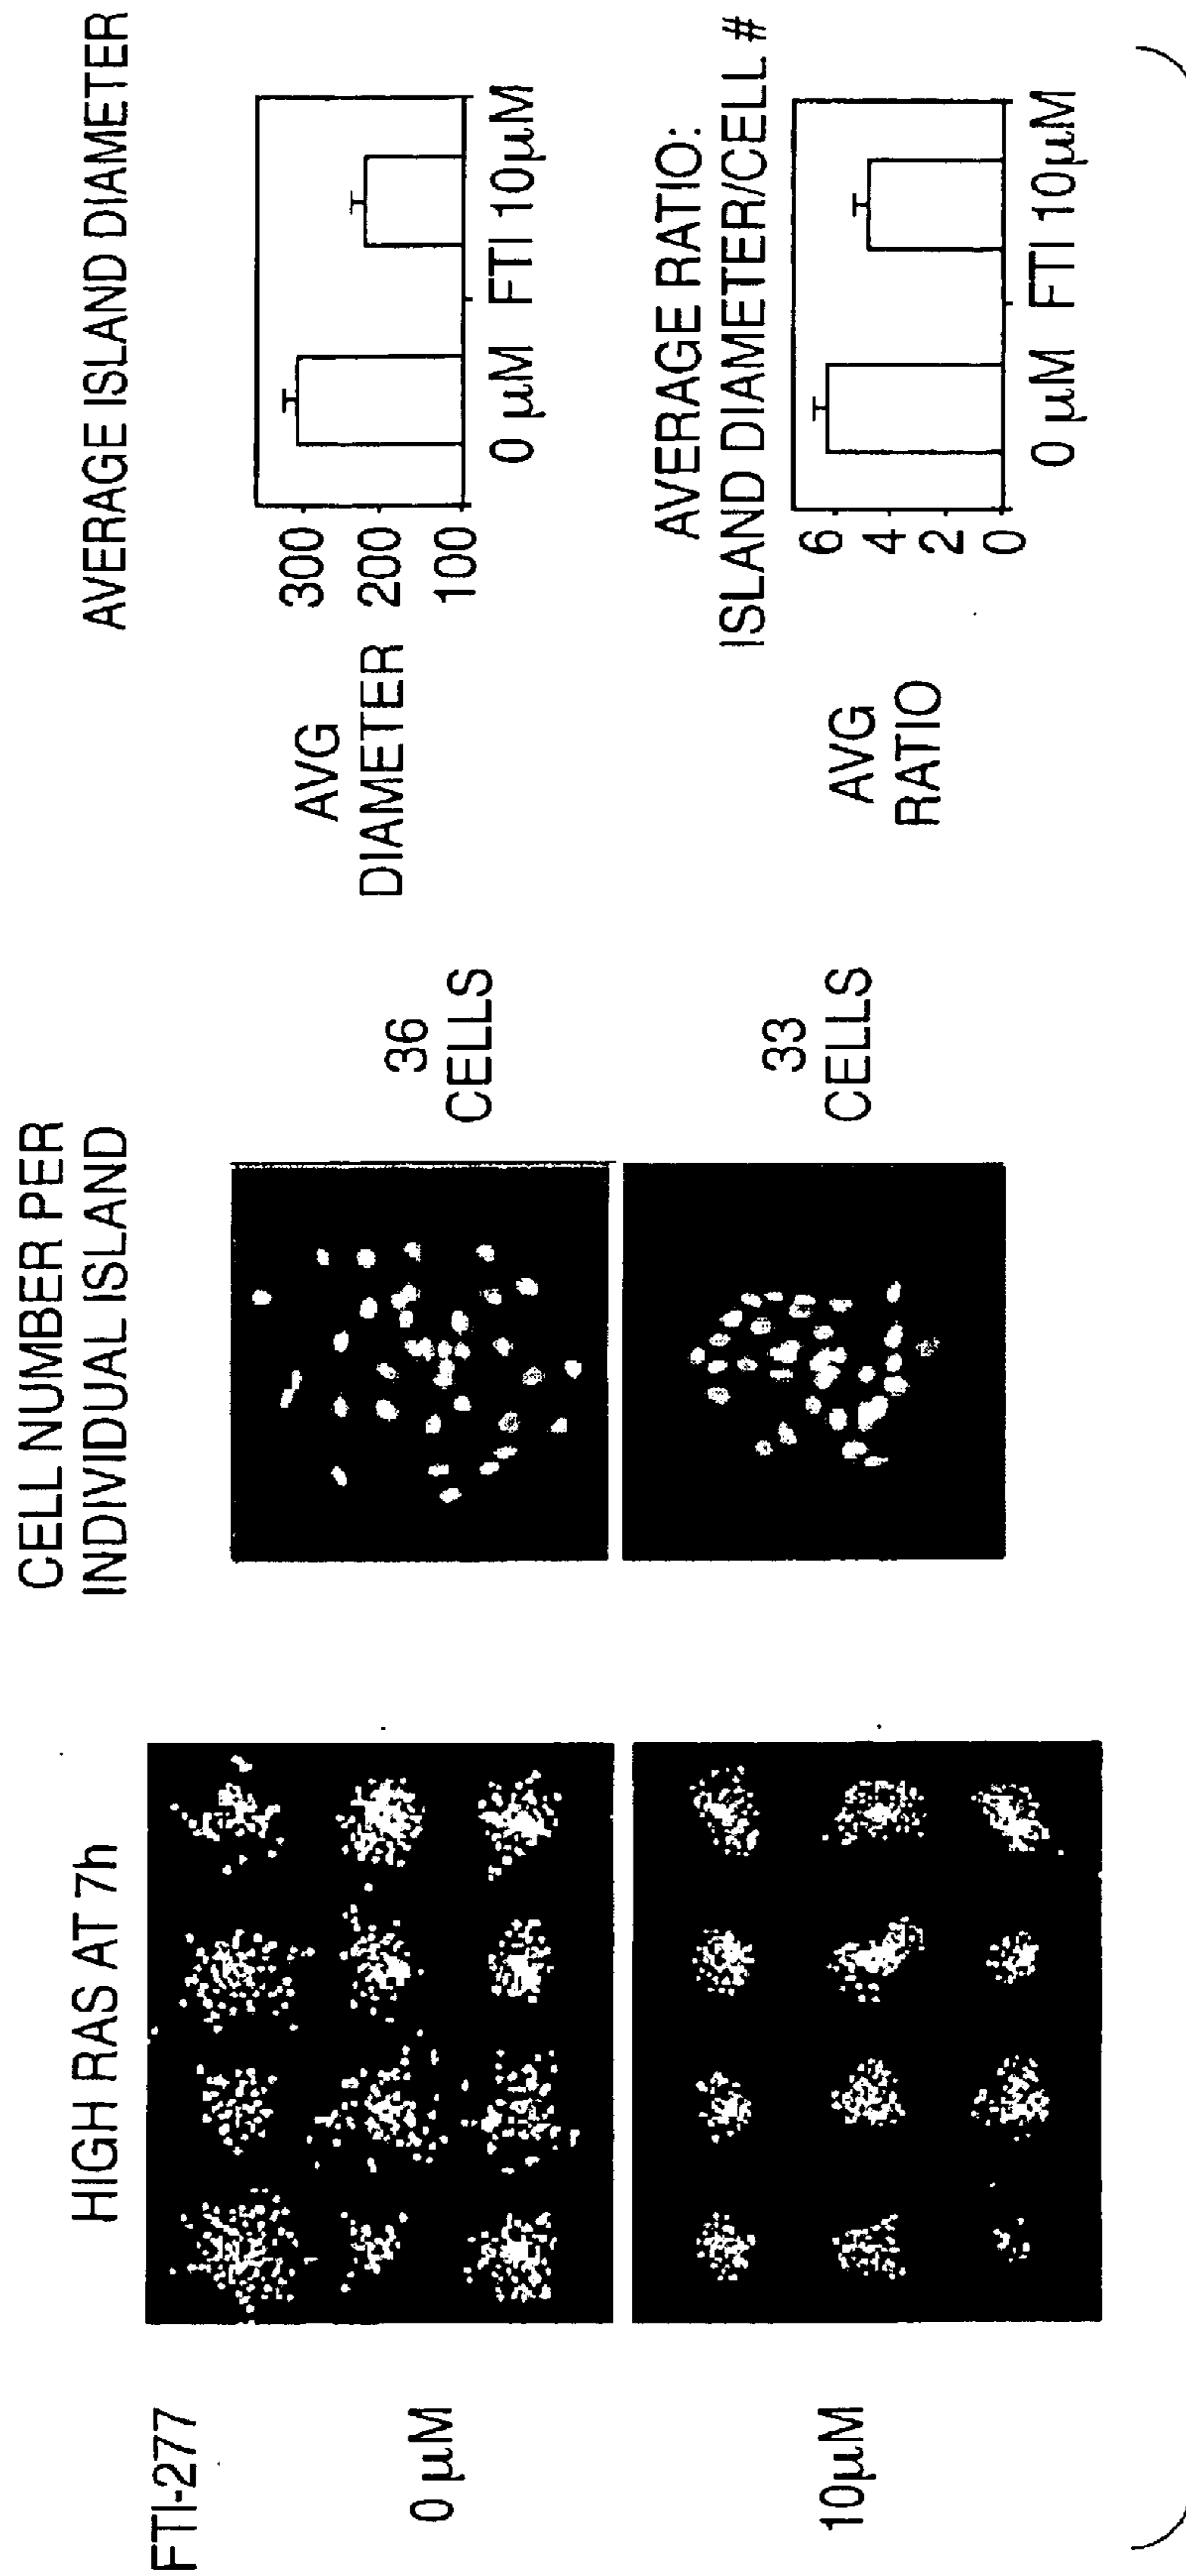 FTI-277
HIGH RAS AT 7h
CELL NUMBER PER
INDIVIDUAL ISLAND
AVERAGE ISLAND DIAMETER
0 µM
36
CELLS
AVG
DIAMETER
300
200
100
0 µM FTI 10µM
10µM
33
CELLS
AVERAGE RATIO:
ISLAND DIAMETER/CELL #
AVG
RATIO
6
4
2
0
0 µM FTI 10µM